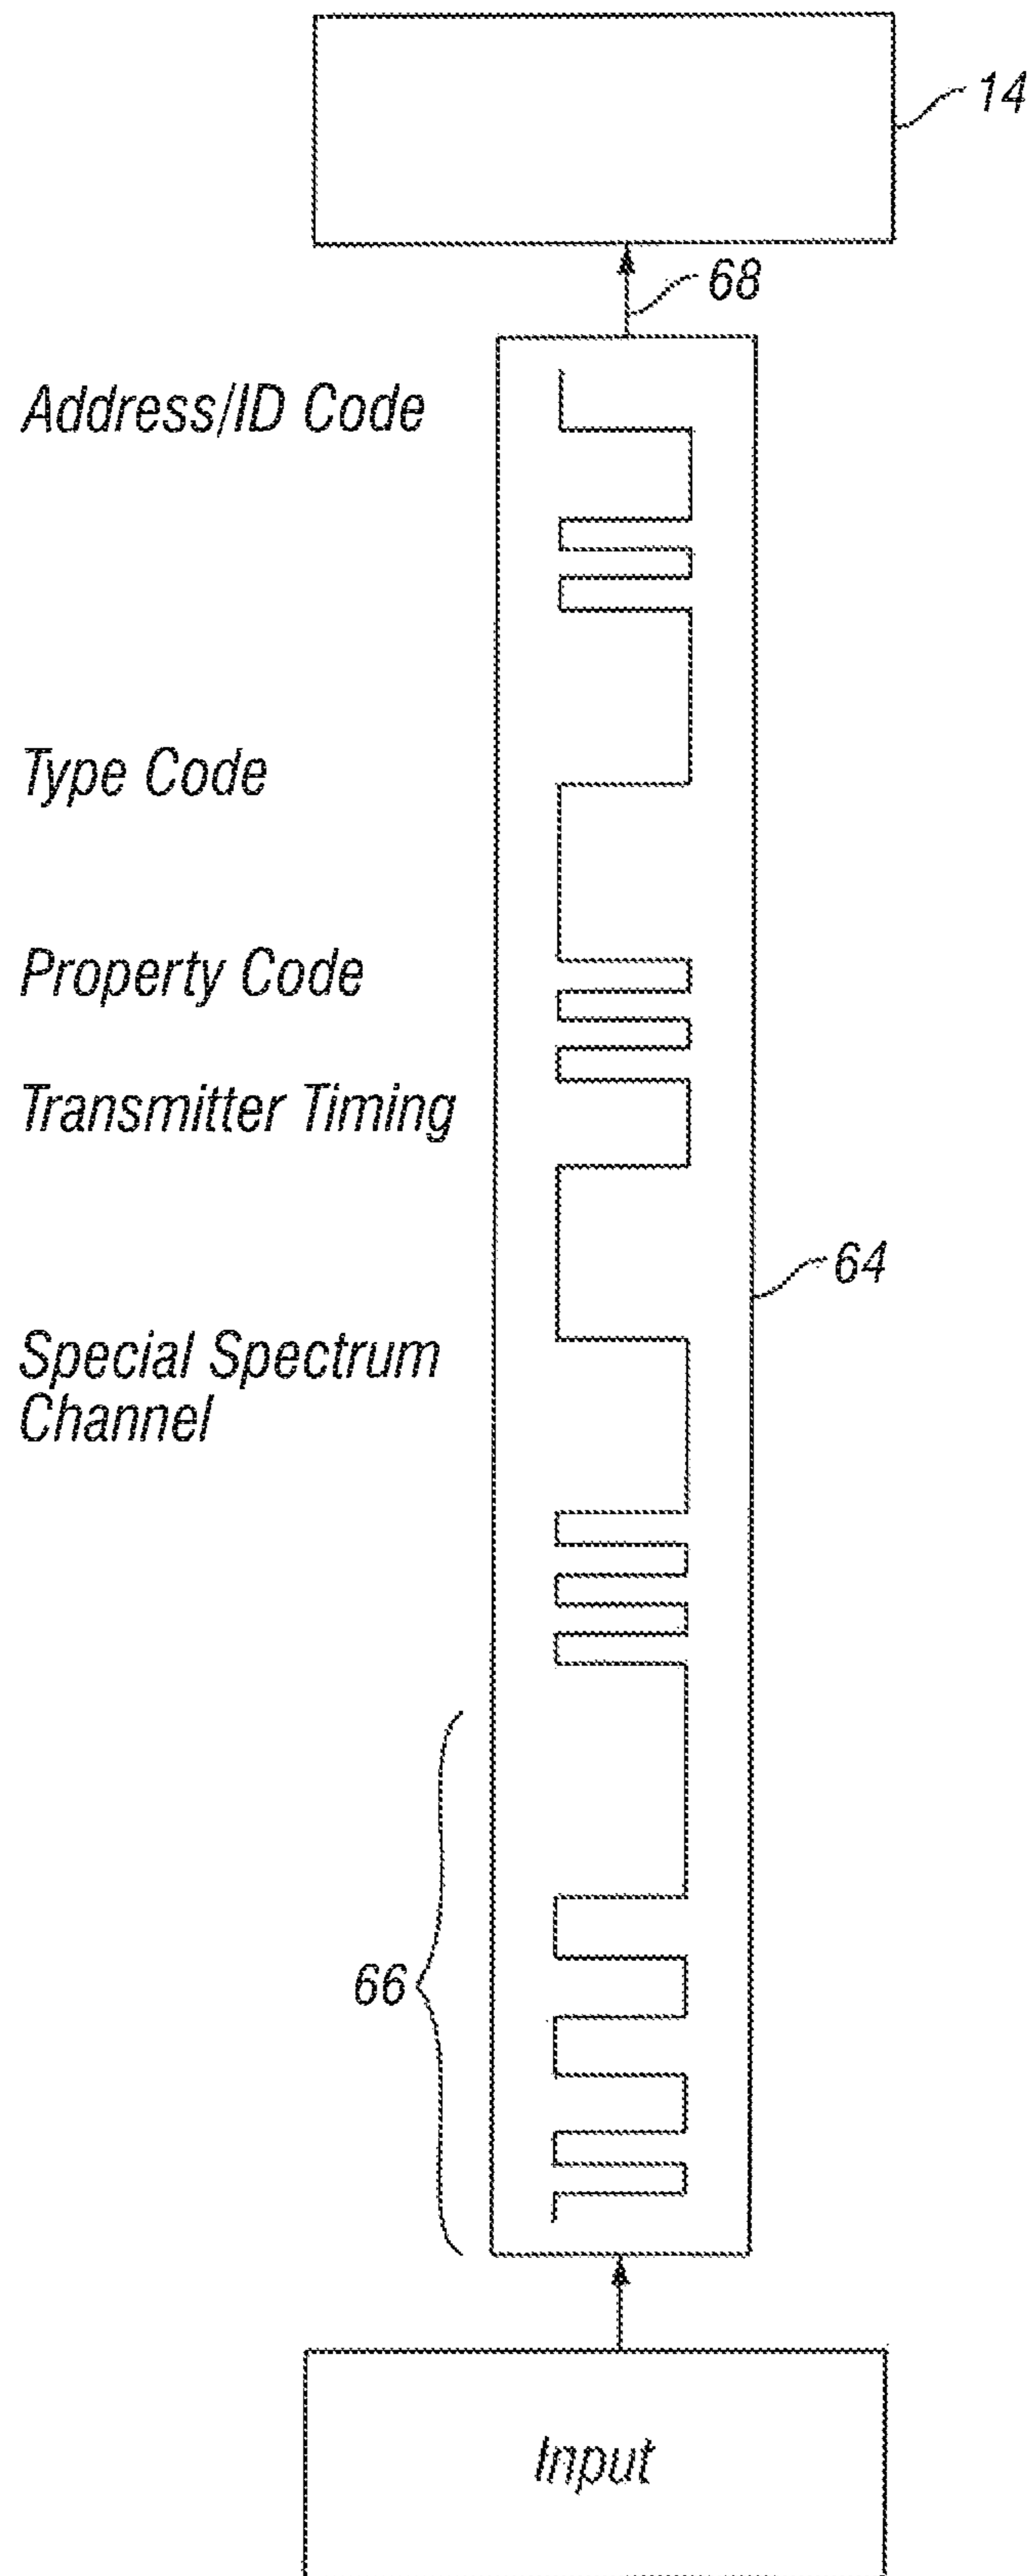 14
68
Address/ID Code
Type Code
Property Code
Transmitter Timing
64
Special Spectrum
Channel
66
Input